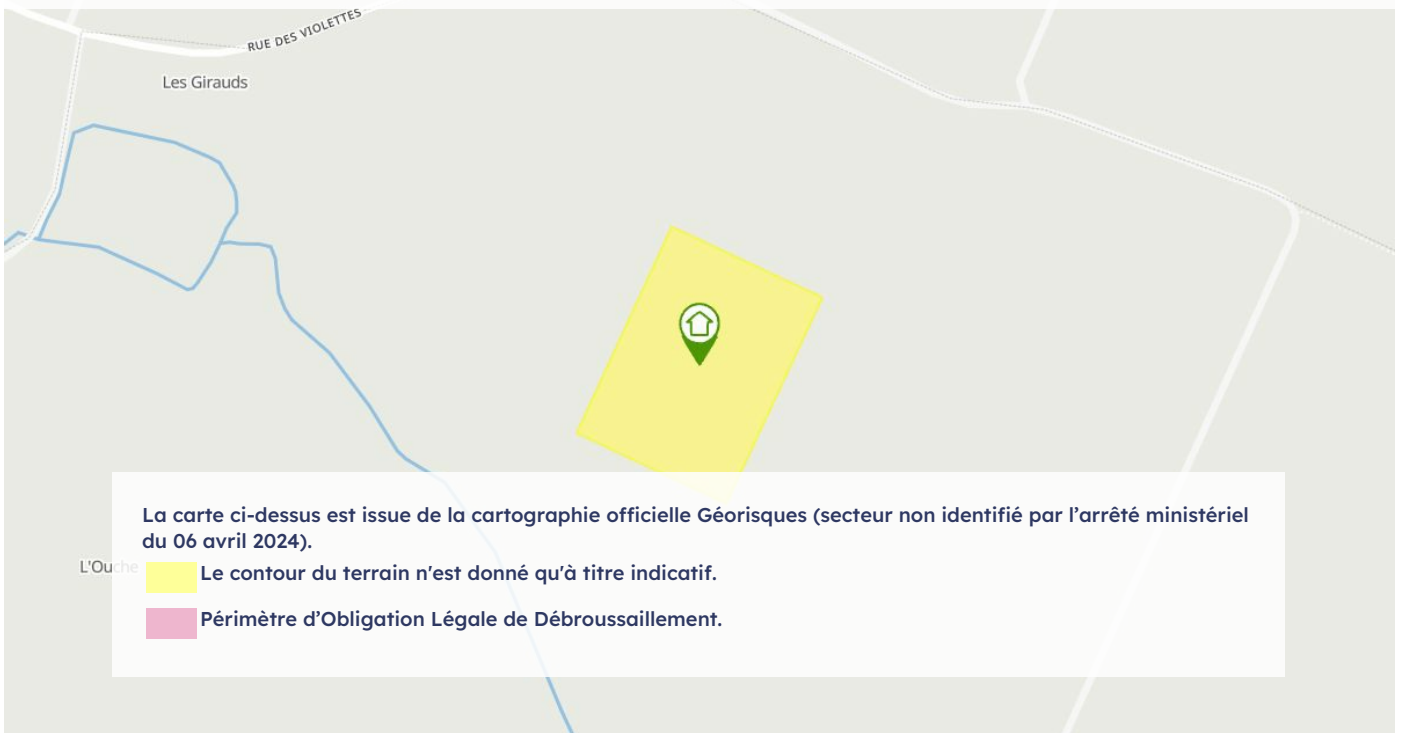 RUE DES VIOLETTES
Les Girauds
La carte ci-dessus est issue de la cartographie officielle Géorisques (secteur non identifié par l’arrêté ministériel
du 06 avril 2024).
L'Ouche
Le contour du terrain n'est donné qu'à titre indicatif.
Périmètre d’Obligation Légale de Débroussaillement.